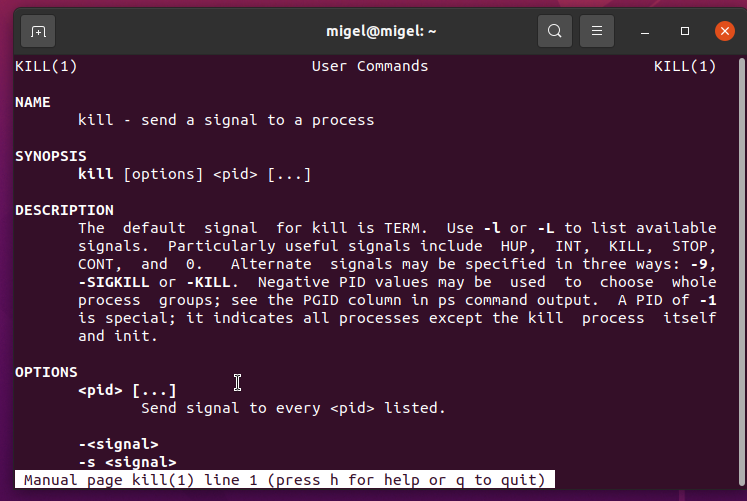 migel@migel: ~
KILL(1) User Commands KILL(1)
NAME
kill - send a signal to a process
SYNOPSIS
kill [options] <pid> [...]
DESCRIPTION
The default signal for kill is TERM. Use -l or -L to list available
signals. Particularly useful signals include HUP, INT, KILL, STOP,
CONT, and 0. Alternate signals may be specified in three ways: -9,
-SIGKILL or -KILL. Negative PID values may be used to choose whole
process groups; see the PGID column in ps command output. A PID of -1
is special; it indicates all processes except the kill process itself
and init.
OPTIONS
<pid> [...]
Send signal to every <pid> listed.
-<signal>
-s <signal>
Manual page kill(1) line 1 (press h for help or q to quit)